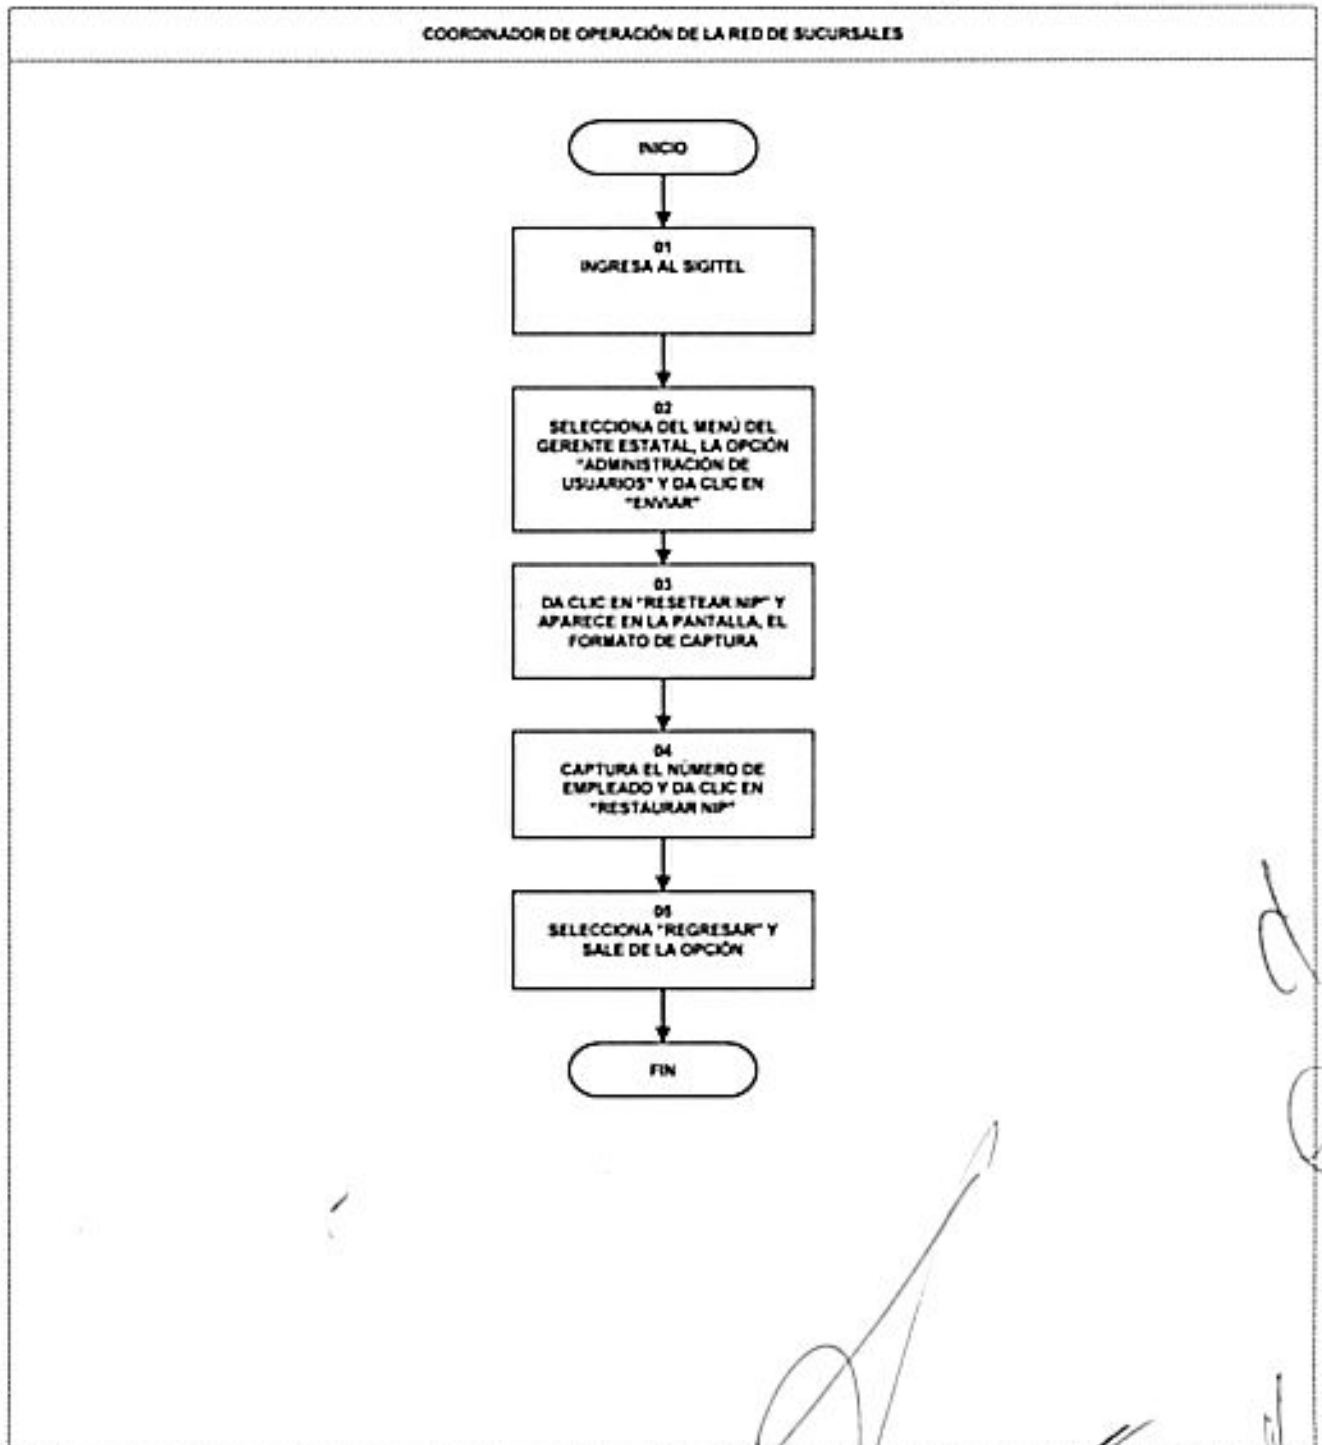 COORDINADOR DE OPERACIÓN DE LA RED DE SUCURSALES
INICIO
01
INGRESA AL SIGITEL
02
SELECCIONA DEL MENÚ DEL
GERENTE ESTATAL, LA OPCIÓN
"ADMINISTRACIÓN DE
USUARIOS" Y DA CLIC EN
"ENVIAR"
03
DA CLIC EN "RESETEAR NIP" Y
APARECE EN LA PANTALLA, EL
FORMATO DE CAPTURA
04
CAPTURA EL NÚMERO DE
EMPLEADO Y DA CLIC EN
"RESTAURAR NIP"
05
SELECCIONA "REGRESAR" Y
SALE DE LA OPCIÓN
FIN